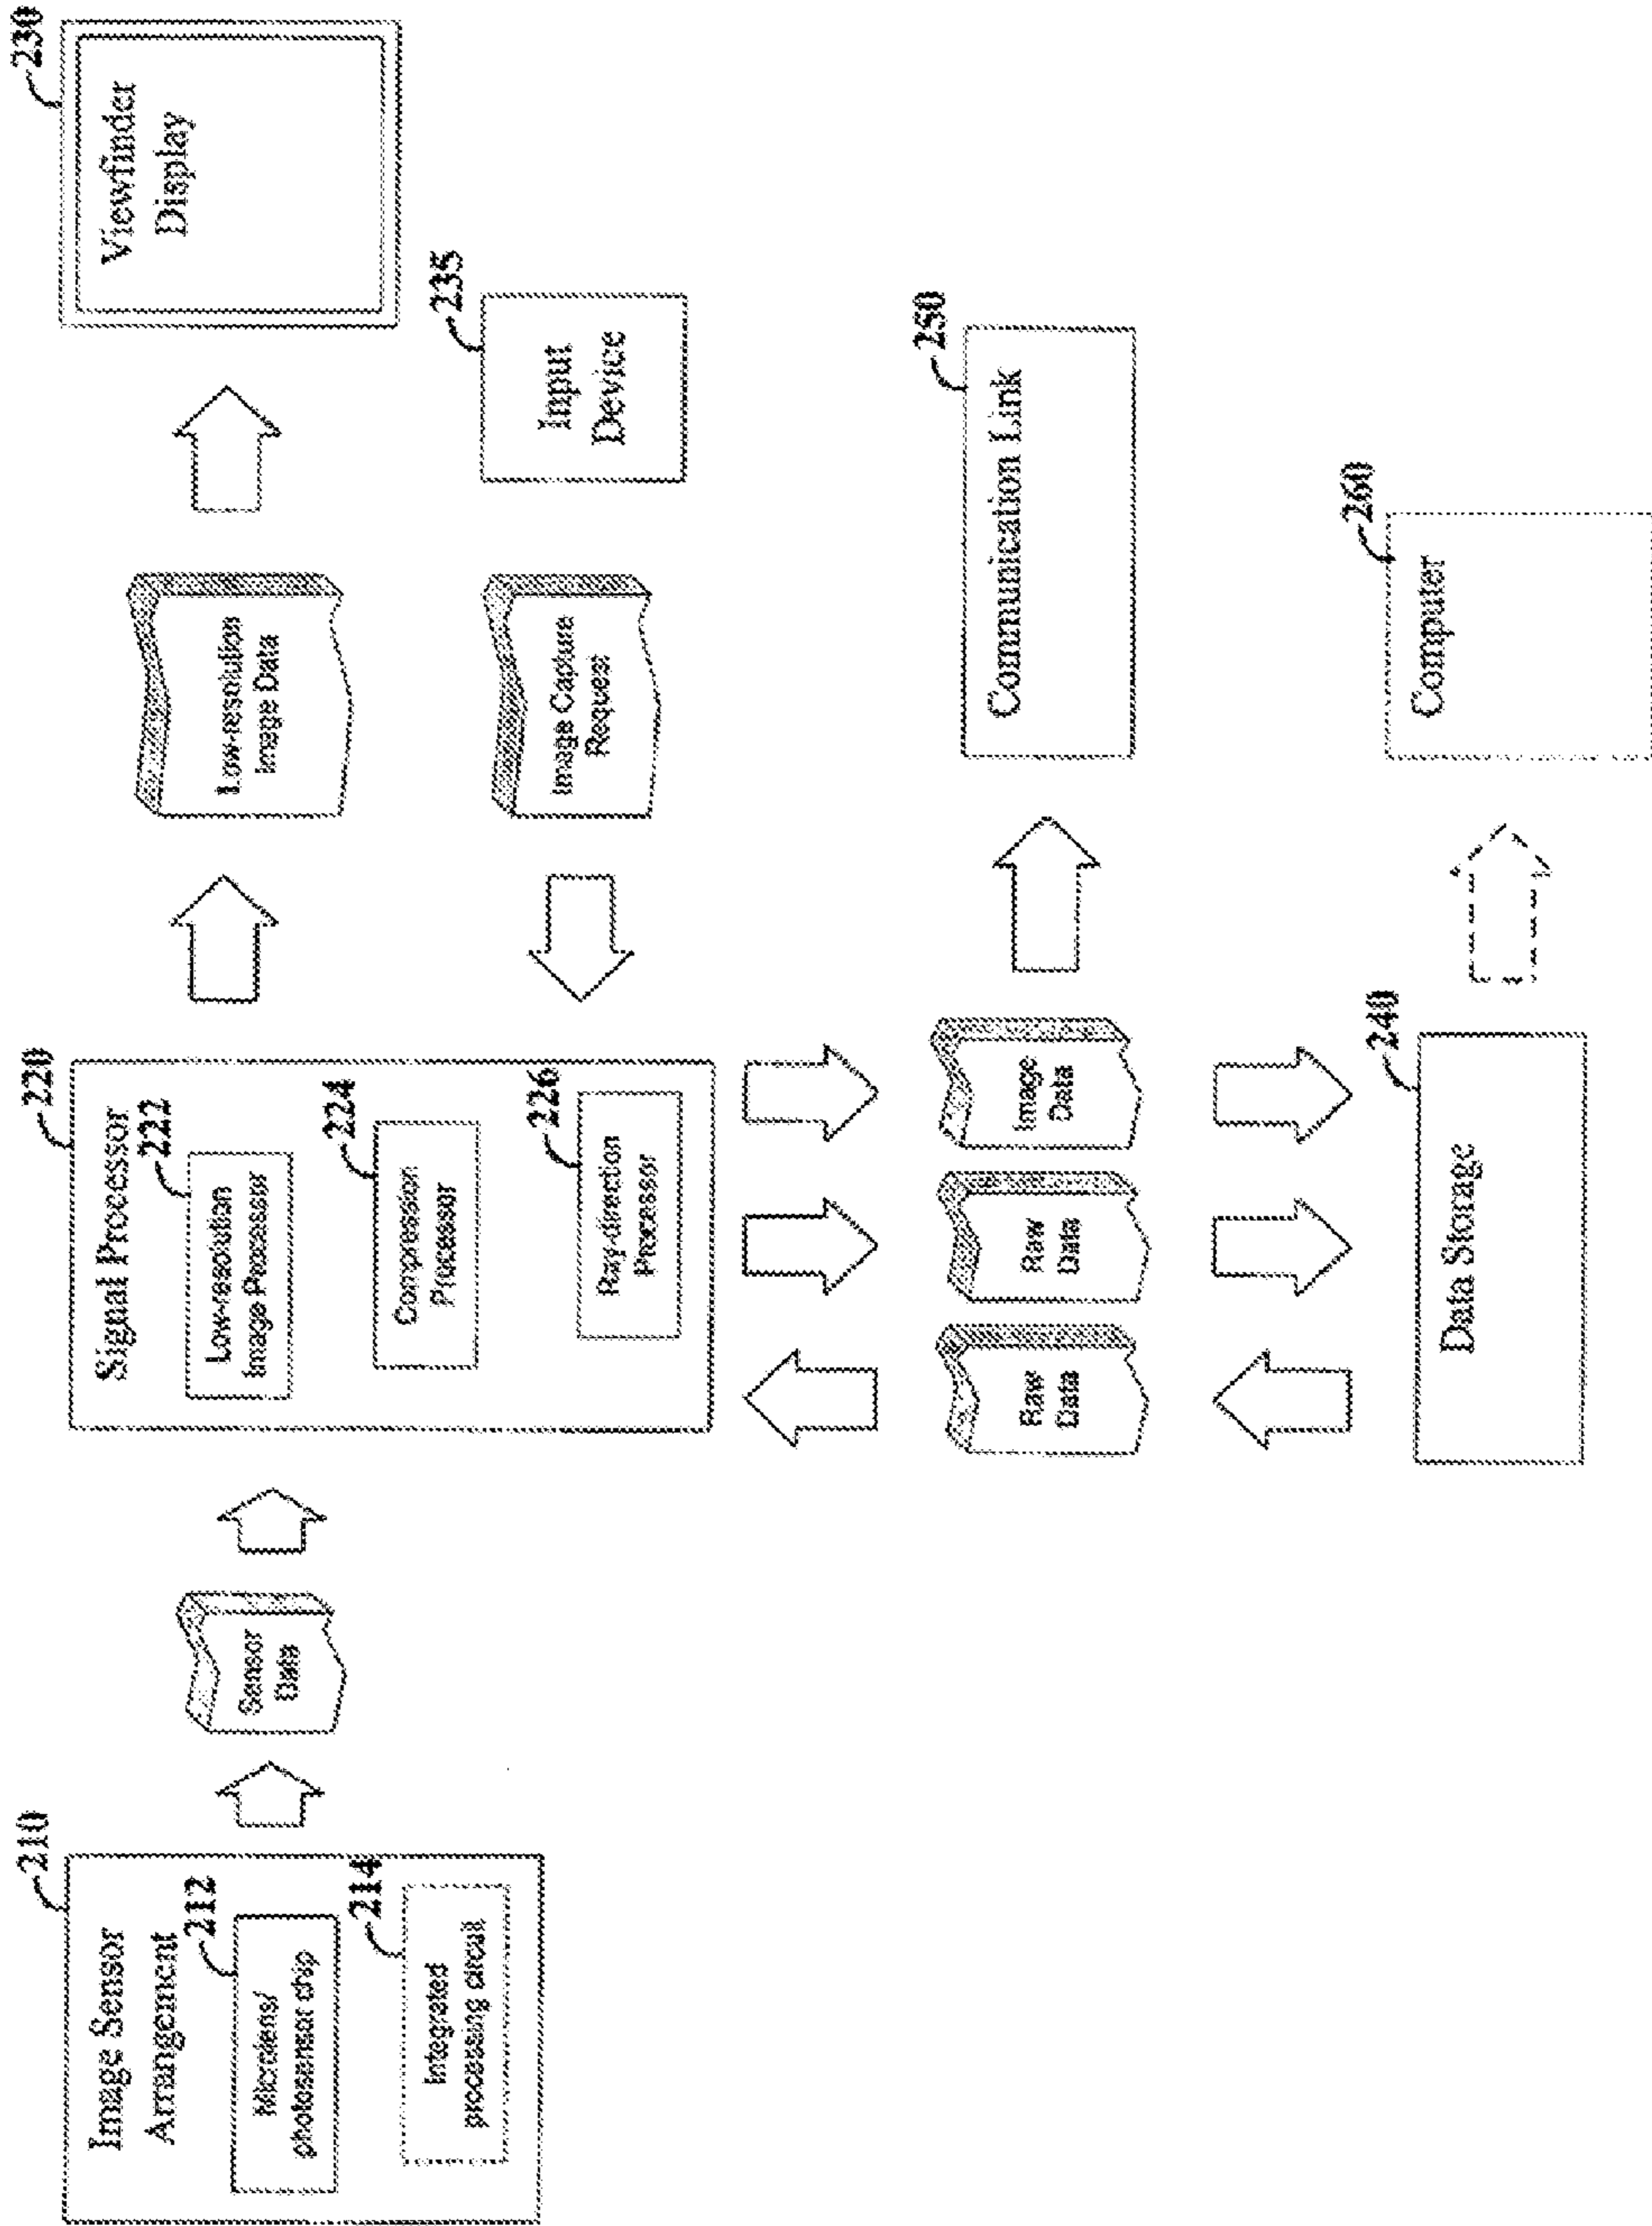 210
Image Sensor
Arrangement
212
Microlens/
photosensor chip
214
Integrated
processing circuit
Sensor
Data
220
Signal Processor
222
Low-resolution
Image Processor
224
Compression
Processor
226
Ray-direction
Processor
Low-resolution
Image Data
230
Viewfinder
Display
Image Capture
Request
235
Input
Device
Raw
Data
Raw
Data
Image
Data
250
Communication Link
240
Data Storage
260
Computer